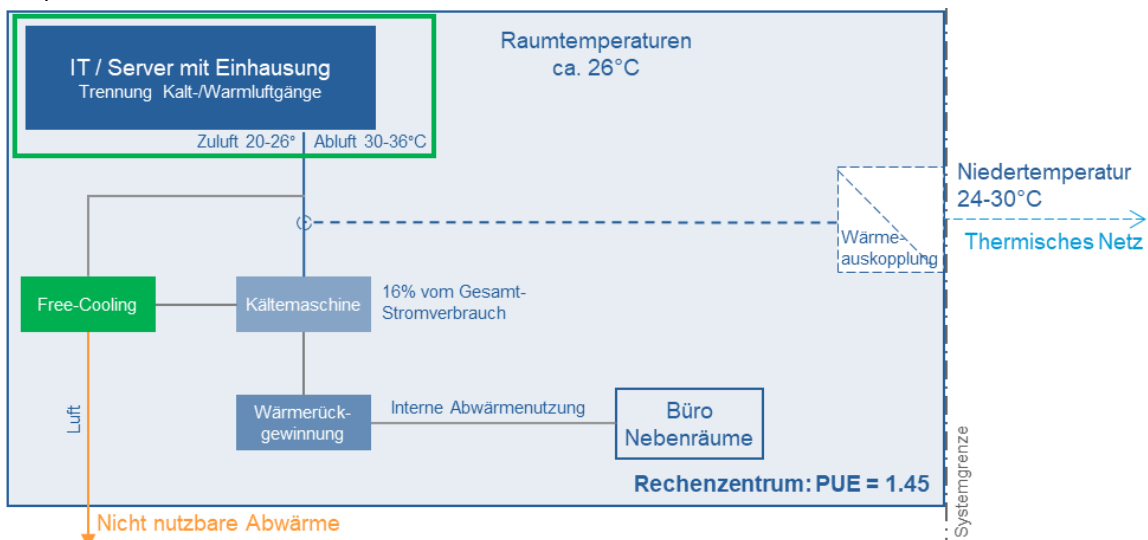 IT / Server mit Einhausung
Trennung Kalt-/Warmluftgänge
Raumtemperaturen
ca. 26°C
Zuluft 20-26°
Abluft 30-36°C
Niedertemperatur
24-30°C
Thermisches Netz
Wärme-
auskopplung
Free-Cooling
Kältemaschine
16% vom Gesamt-
Stromverbrauch
Luft
Wärmerück-
gewinnung
Interne Abwärmenutzung
Büro
Nebenräume
Rechenzentrum: PUE = 1.45
Systemgrenze
Nicht nutzbare Abwärme